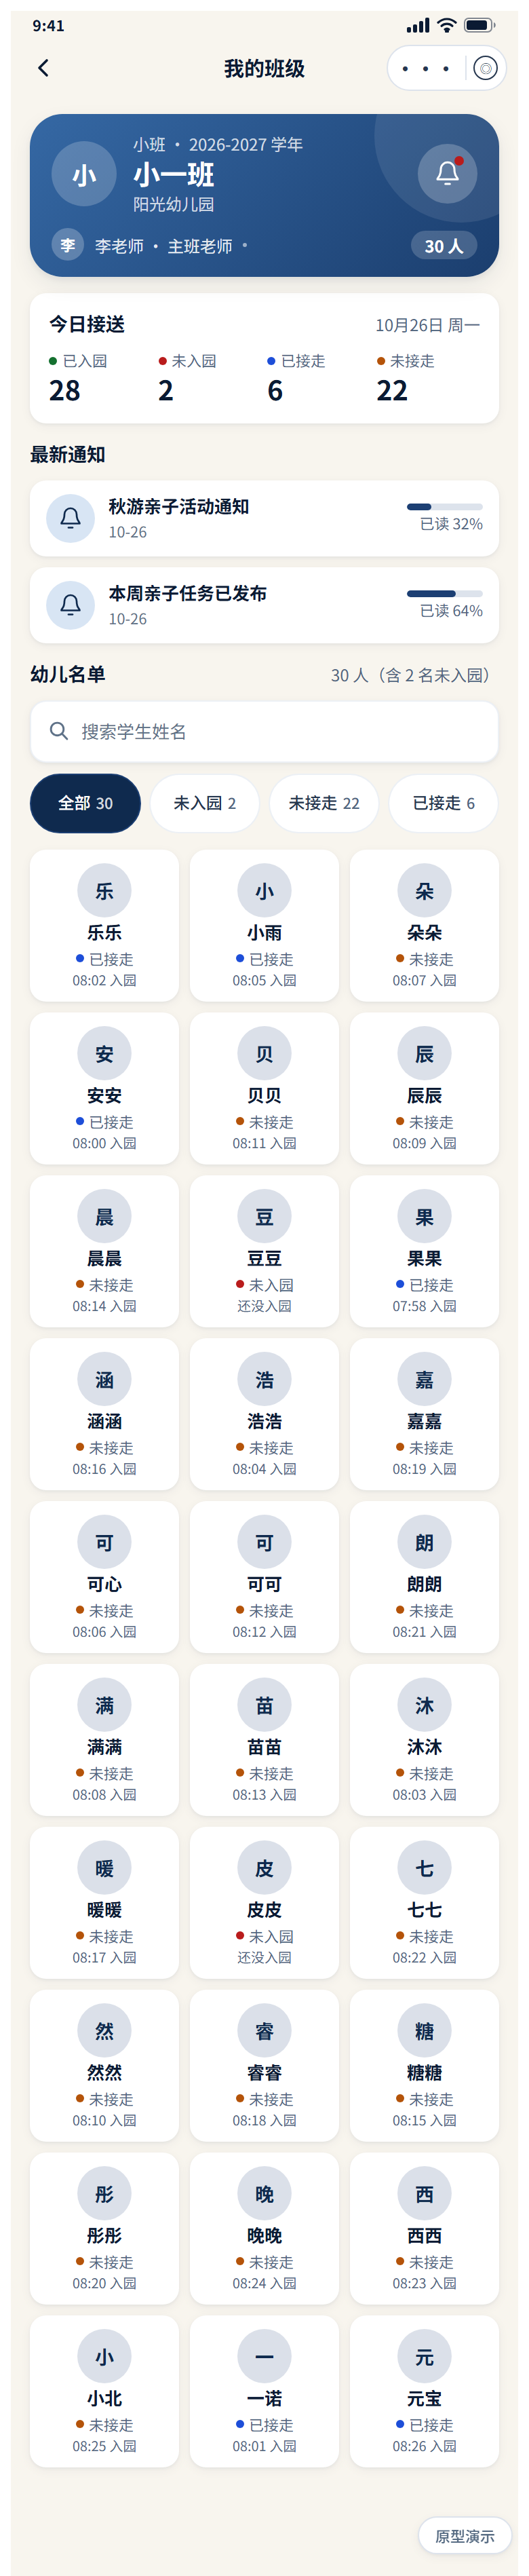 9:41
我的班级
小
小班 · 2026-2027 学年
小一班
阳光幼儿园
李
李老师 · 主班老师
30 人
今日接送
10月26日 周一
已入园
未入园
已接走
未接走
28
2
6
22
最新通知
秋游亲子活动通知
10-26
已读 32%
本周亲子任务已发布
10-26
已读 64%
幼儿名单
30 人（含 2 名未入园）
搜索学生姓名
全部 30
未入园 2
未接走 22
已接走 6
乐
小
朵
乐乐
小雨
朵朵
已接走
已接走
未接走
08:02 入园
08:05 入园
08:07 入园
安
贝
辰
安安
贝贝
辰辰
已接走
未接走
未接走
08:00 入园
08:11 入园
08:09 入园
晨
豆
果
晨晨
豆豆
果果
未接走
未入园
已接走
08:14 入园
还没入园
07:58 入园
涵
浩
嘉
涵涵
浩浩
嘉嘉
未接走
未接走
未接走
08:16 入园
08:04 入园
08:19 入园
可
可
朗
可心
可可
朗朗
未接走
未接走
未接走
08:06 入园
08:12 入园
08:21 入园
满
苗
沐
满满
苗苗
沐沐
未接走
未接走
未接走
08:08 入园
08:13 入园
08:03 入园
暖
皮
七
暖暖
皮皮
七七
未接走
未入园
未接走
08:17 入园
还没入园
08:22 入园
然
睿
糖
然然
睿睿
糖糖
未接走
未接走
未接走
08:10 入园
08:18 入园
08:15 入园
彤
晚
西
彤彤
晚晚
西西
未接走
未接走
未接走
08:20 入园
08:24 入园
08:23 入园
小
一
元
小北
一诺
元宝
未接走
已接走
已接走
08:25 入园
08:01 入园
08:26 入园
原型演示